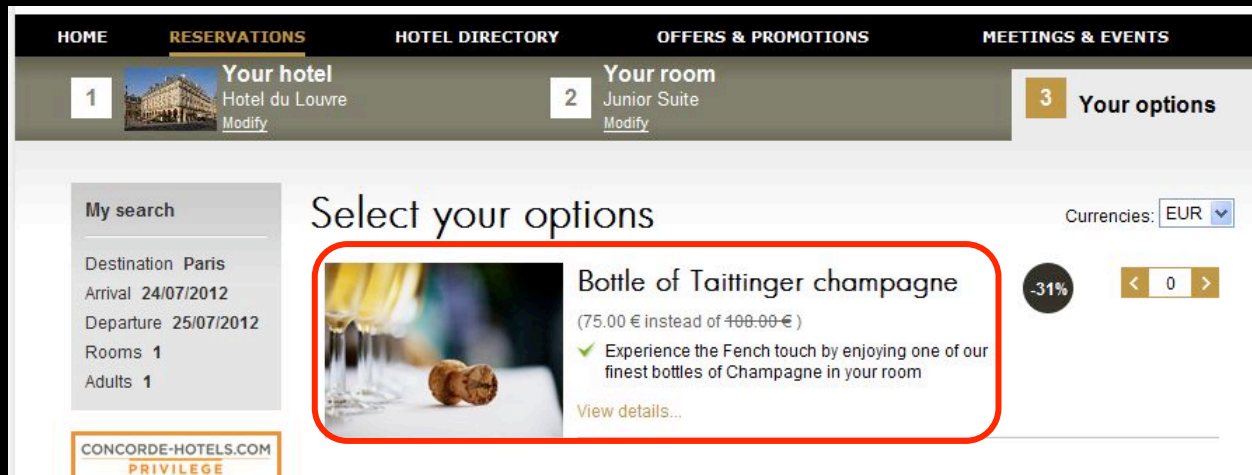 HOME RESERVATIONS HOTEL DIRECTORY OFFERS & PROMOTIONS MEETINGS & EVENTS
1 Your hotel
Hotel du Louvre
Modify
2 Your room
Junior Suite
Modify
3 Your options
My search
Destination Paris
Arrival 24/07/2012
Departure 25/07/2012
Rooms 1
Adults 1
CONCORDE-HOTELS.COM
PRIVILEGE
Select your options
Currencies: EUR
Bottle of Taittinger champagne
(75.00 € instead of 108.00 € )
Experience the Fench touch by enjoying one of our
finest bottles of Champagne in your room
View details...
-31%
< 0 >